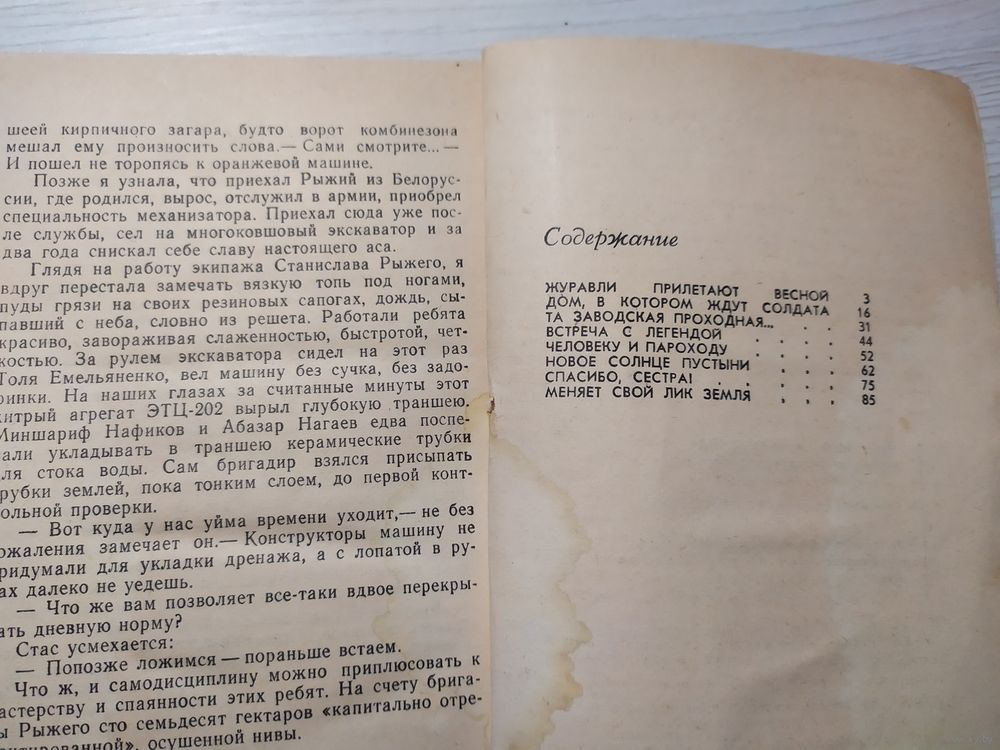 шеей кирпичного загара, будто ворот комбинезона
мешал ему произносить слова.— Сами смотрите...—
И пошел не торопясь к оранжевой машине.
Позже я узнала, что приехал Рыжий из Белорус-
сии, где родился, вырос, отслужил в армии, приобрел
специальность механизатора. Приехал сюда уже пос-
ле службы, сел на многоковшовый экскаватор и за
два года снискал себе славу настоящего аса.
Глядя на работу экипажа Станислава Рыжего, я
вдруг перестала замечать вязкую топь под ногами,
пуды грязи на своих резиновых сапогах, дождь, сы-
павший с неба, словно из решета. Работали ребята
красиво, завораживая слаженностью, быстротой, чет-
костью. За рулем экскаватора сидел на этот раз
Толя Емельяненко, вел машину без сучка, без задо-
ринки. На наших глазах за считанные минуты этот
хитрый агрегат ЭТЦ-202 вырыл глубокую траншею.
Миншариф Нафиков и Абазар Нагаев едва поспе-
вали укладывать в траншею керамические трубки
для стока воды. Сам бригадир взялся присыпать
трубки землей, пока тонким слоем, до первой конт-
рольной проверки.
— Вот куда у нас уйма времени уходит,— не без
сожаления замечает он.— Конструкторы машину не
придумали для укладки дренажа, а с лопатой в ру-
ках далеко не уедешь.
— Что же вам позволяет все-таки вдвое перекры-
вать дневную норму?
Стас усмехается:
— Попозже ложимся — пораньше встаем.
Что ж, и самодисциплину можно приплюсовать к
мастерству и спаянности этих ребят. На счету брига-
ды Рыжего сто семьдесят гектаров «капитально отре-
монтированной», осушенной нивы.
Содержание
ЖУРАВЛИ ПРИЛЕТАЮТ ВЕСНОЙ 3
ДОМ, В КОТОРОМ ЖДУТ СОЛДАТА 16
ТА ЗАВОДСКАЯ ПРОХОДНАЯ... . . 31
ВСТРЕЧА С ЛЕГЕНДОЙ . . . . 44
ЧЕЛОВЕКУ И ПАРОХОДУ . . . . 52
НОВОЕ СОЛНЦЕ ПУСТЫНИ . . . 62
СПАСИБО, СЕСТРА! . . . . 75
МЕНЯЕТ СВОЙ ЛИК ЗЕМЛЯ . . . 85